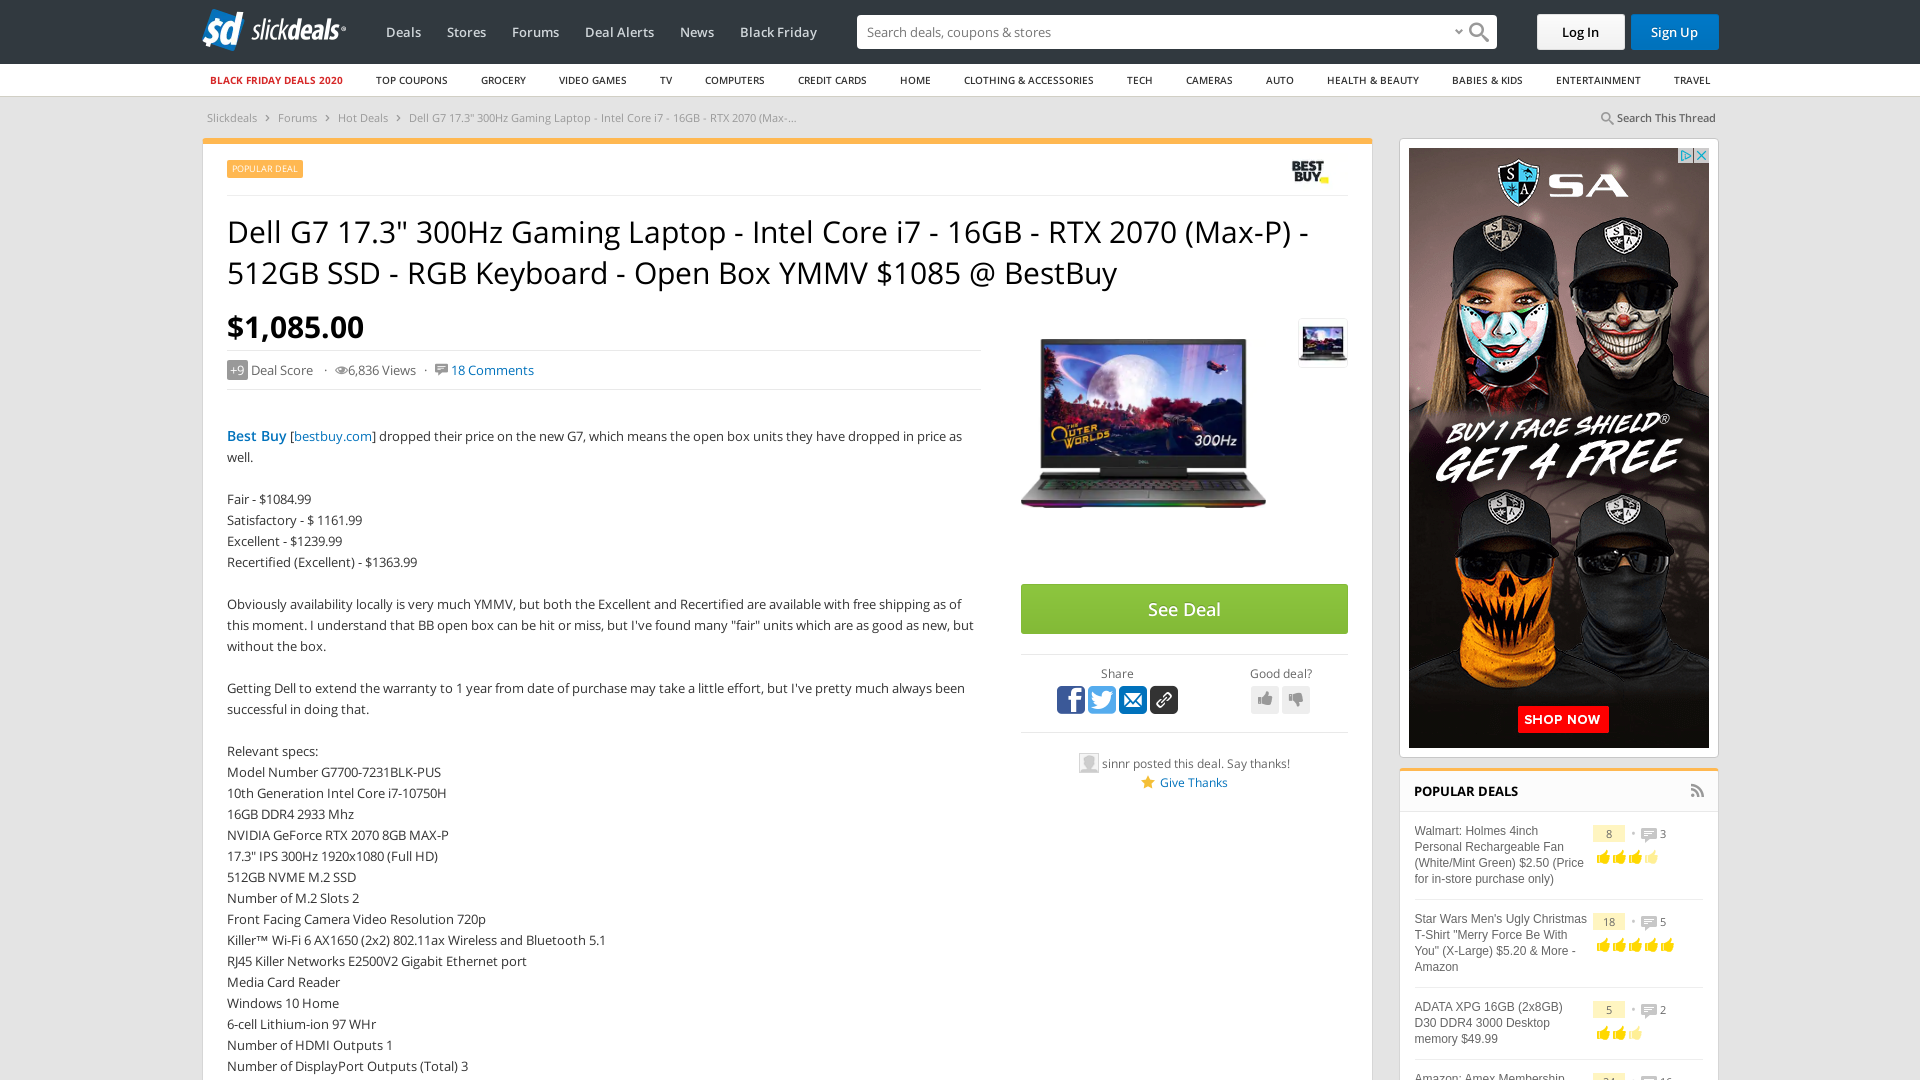 slickdeals
Deals
Stores
Forums
Deal Alerts
News
Black Friday
Search deals, coupons & stores
Log In
Sign Up
BLACK FRIDAY DEALS 2020
TOP COUPONS
GROCERY
VIDEO GAMES
TV
COMPUTERS
CREDIT CARDS
HOME
CLOTHING & ACCESSORIES
TECH
CAMERAS
AUTO
HEALTH & BEAUTY
BABIES & KIDS
ENTERTAINMENT
TRAVEL
Slickdeals › Forums › Hot Deals › Dell G7 17.3" 300Hz Gaming Laptop - Intel Core i7 - 16GB - RTX 2070 (Max-...
Search This Thread
POPULAR DEAL
BEST
BUY
Dell G7 17.3" 300Hz Gaming Laptop - Intel Core i7 - 16GB - RTX 2070 (Max-P) -
512GB SSD - RGB Keyboard - Open Box YMMV $1085 @ BestBuy
$1,085.00
+9 Deal Score · 6,836 Views · 18 Comments
Best Buy [bestbuy.com] dropped their price on the new G7, which means the open box units they have dropped in price as
well.
Fair - $1084.99
Satisfactory - $ 1161.99
Excellent - $1239.99
Recertified (Excellent) - $1363.99
Obviously availability locally is very much YMMV, but both the Excellent and Recertified are available with free shipping as of
this moment. I understand that BB open box can be hit or miss, but I've found many "fair" units which are as good as new, but
without the box.
Getting Dell to extend the warranty to 1 year from date of purchase may take a little effort, but I've pretty much always been
successful in doing that.
Relevant specs:
Model Number G7700-7231BLK-PUS
10th Generation Intel Core i7-10750H
16GB DDR4 2933 Mhz
NVIDIA GeForce RTX 2070 8GB MAX-P
17.3" IPS 300Hz 1920x1080 (Full HD)
512GB NVME M.2 SSD
Number of M.2 Slots 2
Front Facing Camera Video Resolution 720p
Killer™ Wi-Fi 6 AX1650 (2x2) 802.11ax Wireless and Bluetooth 5.1
RJ45 Killer Networks E2500V2 Gigabit Ethernet port
Media Card Reader
Windows 10 Home
6-cell Lithium-ion 97 WHr
Number of HDMI Outputs 1
Number of DisplayPort Outputs (Total) 3
THE
OUTER
WORLDS
300Hz
See Deal
Share
Good deal?
sinnr posted this deal. Say thanks!
Give Thanks
SA
BUY 1 FACE SHIELD®
GET 4 FREE
SHOP NOW
POPULAR DEALS
Walmart: Holmes 4inch
Personal Rechargeable Fan
(White/Mint Green) $2.50 (Price
for in-store purchase only)
8 • 3
Star Wars Men's Ugly Christmas
T-Shirt "Merry Force Be With
You" (X-Large) $5.20 & More -
Amazon
18 • 5
ADATA XPG 16GB (2x8GB)
D30 DDR4 3000 Desktop
memory $49.99
5 • 2
Amazon: Amex Membership